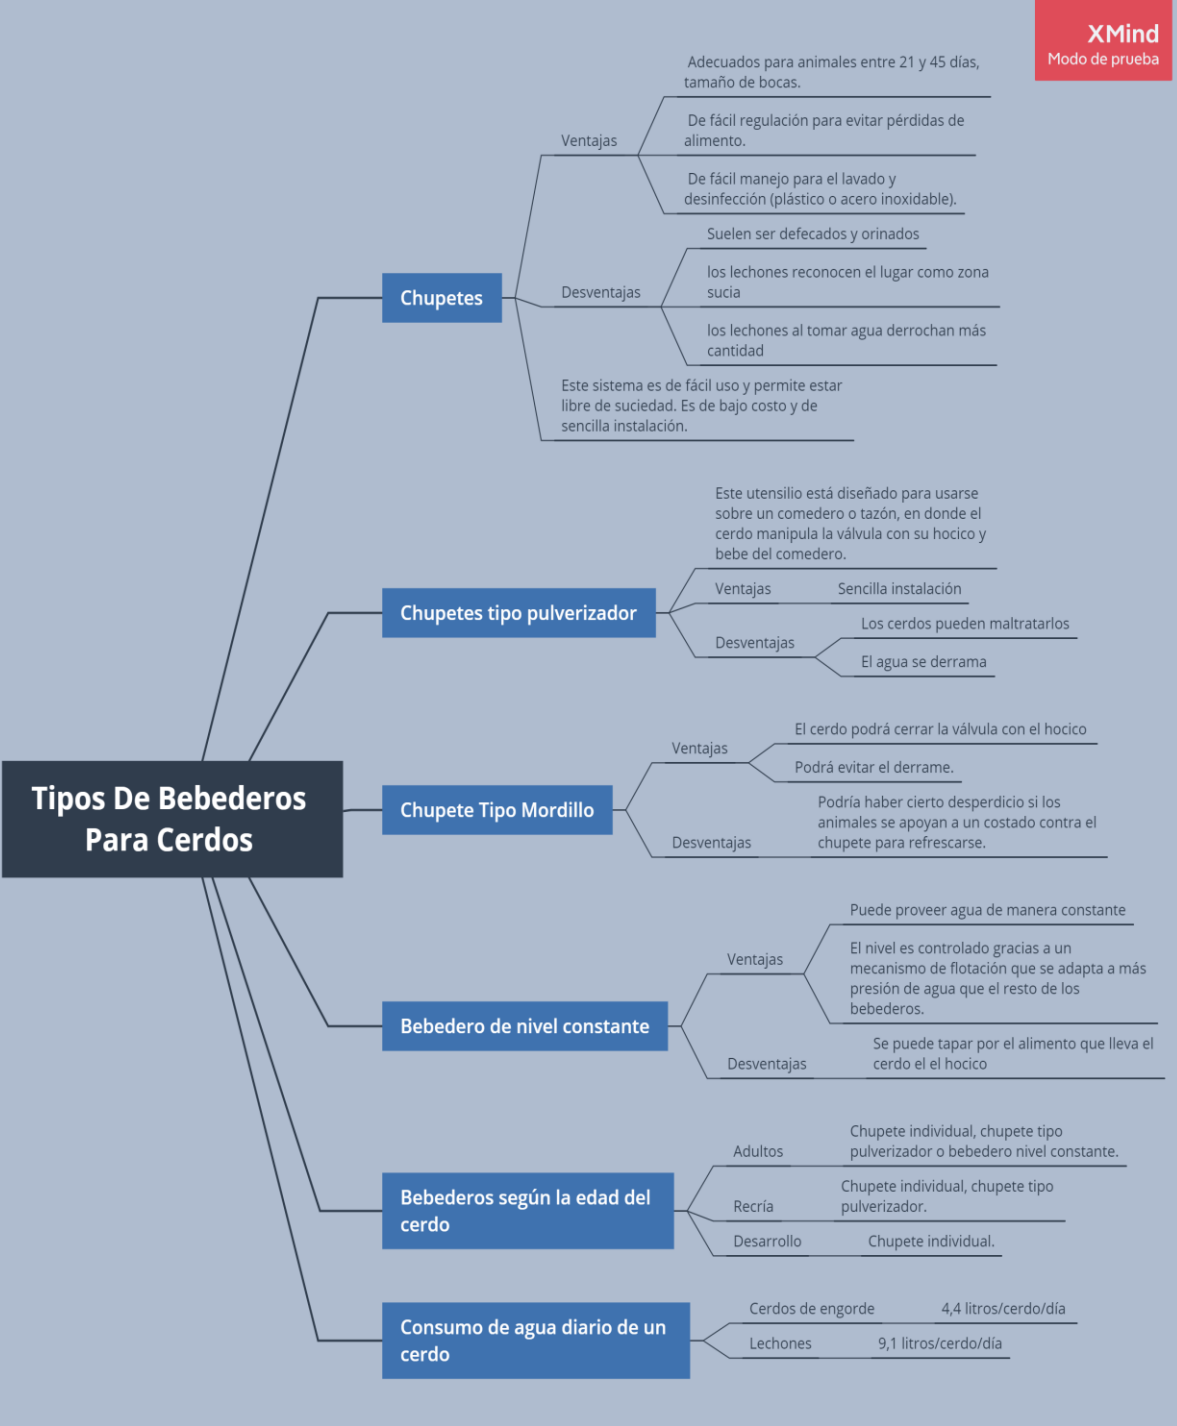 XMind
Modo de prueba
Tipos De Bebederos
Para Cerdos
Chupetes
Ventajas
Adecuados para animales entre 21 y 45 días,
tamaño de bocas.
De fácil regulación para evitar pérdidas de
alimento.
De fácil manejo para el lavado y
desinfección (plástico o acero inoxidable).
Desventajas
Suelen ser defecados y orinados
los lechones reconocen el lugar como zona
sucia
los lechones al tomar agua derrochan más
cantidad
Este sistema es de fácil uso y permite estar
libre de suciedad. Es de bajo costo y de
sencilla instalación.
Chupetes tipo pulverizador
Este utensilio está diseñado para usarse
sobre un comedero o tazón, en donde el
cerdo manipula la válvula con su hocico y
bebe del comedero.
Ventajas
Sencilla instalación
Desventajas
Los cerdos pueden maltratarlos
El agua se derrama
Chupete Tipo Mordillo
Ventajas
El cerdo podrá cerrar la válvula con el hocico
Podrá evitar el derrame.
Desventajas
Podría haber cierto desperdicio si los
animales se apoyan a un costado contra el
chupete para refrescarse.
Bebedero de nivel constante
Ventajas
Puede proveer agua de manera constante
El nivel es controlado gracias a un
mecanismo de flotación que se adapta a más
presión de agua que el resto de los
bebederos.
Desventajas
Se puede tapar por el alimento que lleva el
cerdo el el hocico
Bebederos según la edad del
cerdo
Adultos
Chupete individual, chupete tipo
pulverizador o bebedero nivel constante.
Recría
Chupete individual, chupete tipo
pulverizador.
Desarrollo
Chupete individual.
Consumo de agua diario de un
cerdo
Cerdos de engorde
4,4 litros/cerdo/día
Lechones
9,1 litros/cerdo/día